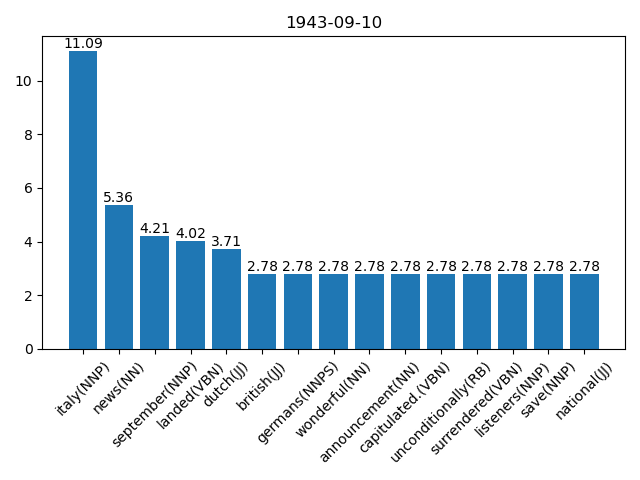 1943-09-10
11.09
5.36
4.21
4.02
3.71
2.78
2.78
2.78
2.78
2.78
2.78
2.78
2.78
2.78
2.78
10
8
6
4
2
0
italy(NNP)
news(NN)
september(NNP)
landed(VBN)
dutch(JJ)
british(JJ)
germans(NNPS)
wonderful(NN)
announcement(NN)
capitulated.(VBN)
unconditionally(RB)
surrendered(VBN)
listeners(NNP)
save(NNP)
national(JJ)